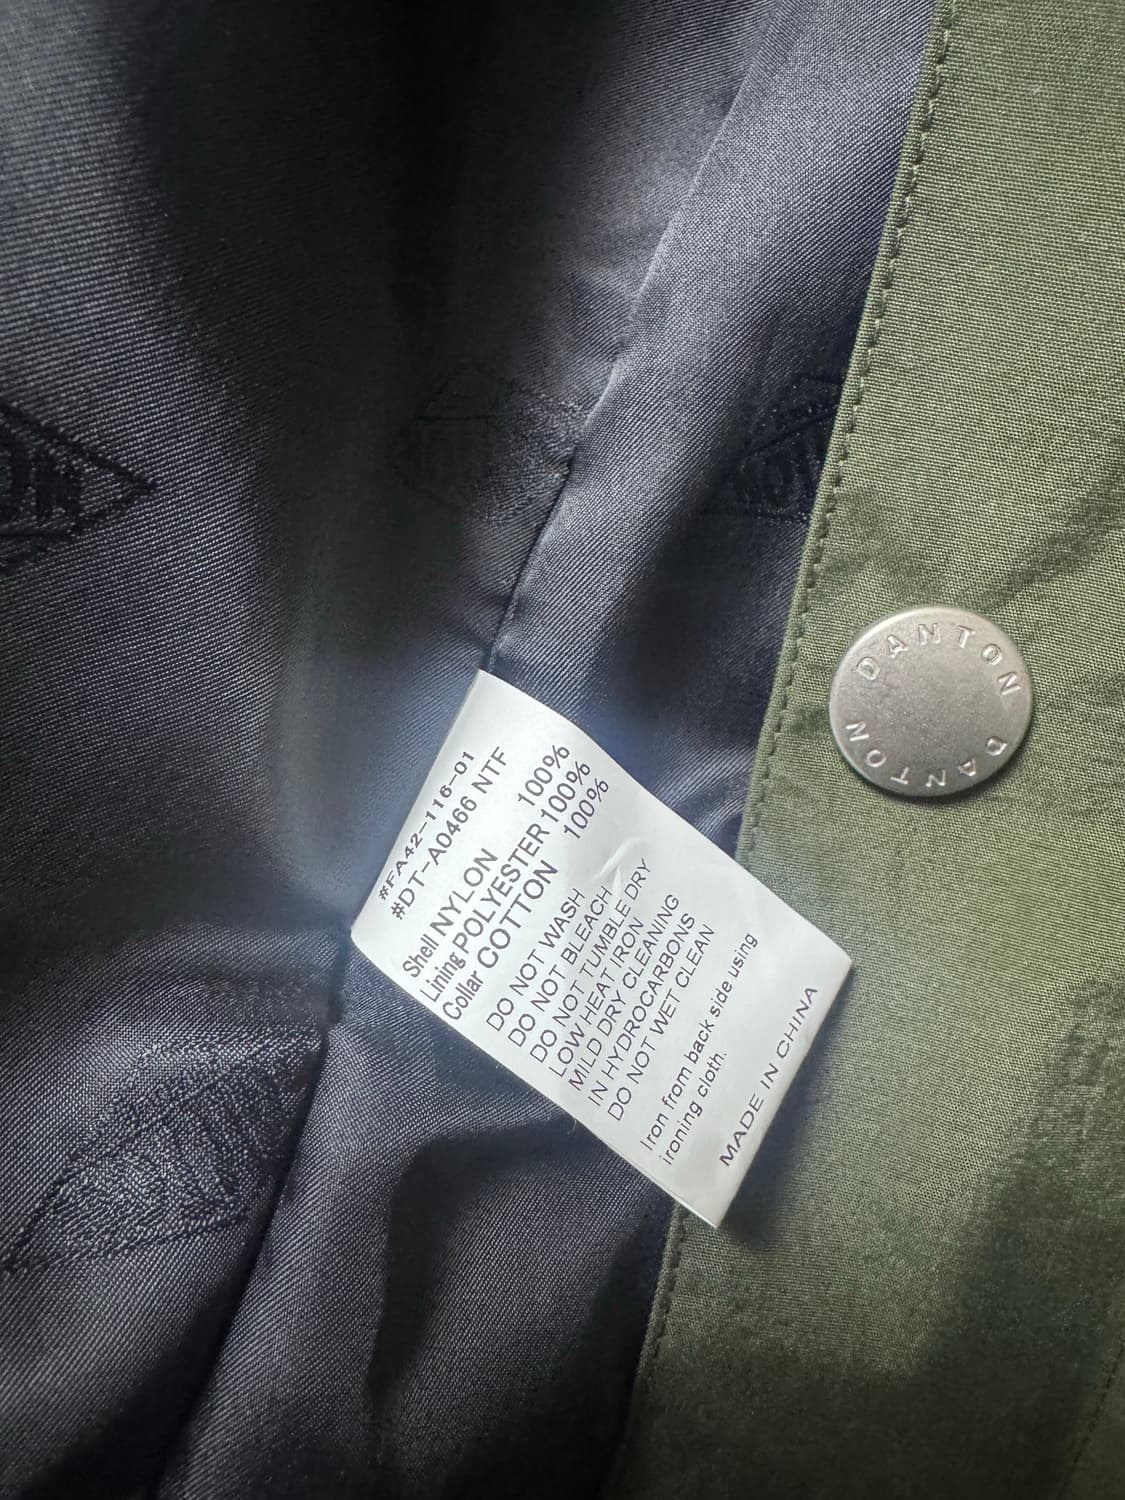 #FA42-116-01
#DT-A0466 NTF
Shell NYLON 100%
Lining POLYESTER 100%
Collar COTTON 100%
DO NOT WASH
DO NOT BLEACH
DO NOT TUMBLE DRY
LOW HEAT IRON
MILD DRY CLEANING
IN HYDROCARBONS
DO NOT WET CLEAN
Iron from back side using
ironing cloth.
MADE IN CHINA
DANTON DANTON